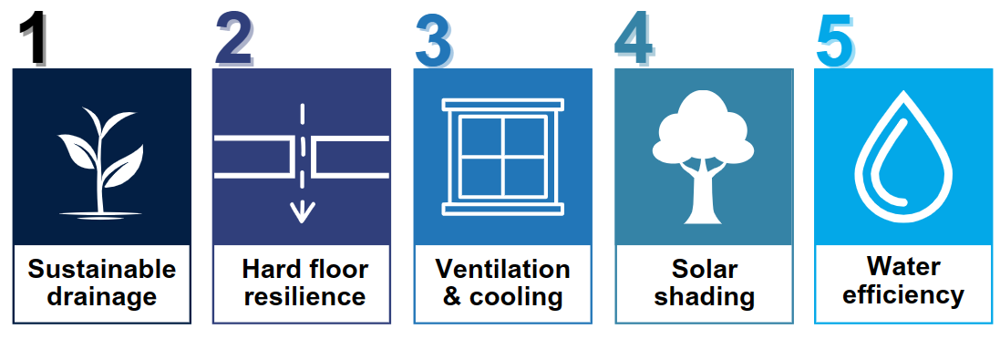 1
2
3
4
5
Sustainable
drainage
Hard floor
resilience
Ventilation
& cooling
Solar
shading
Water
efficiency